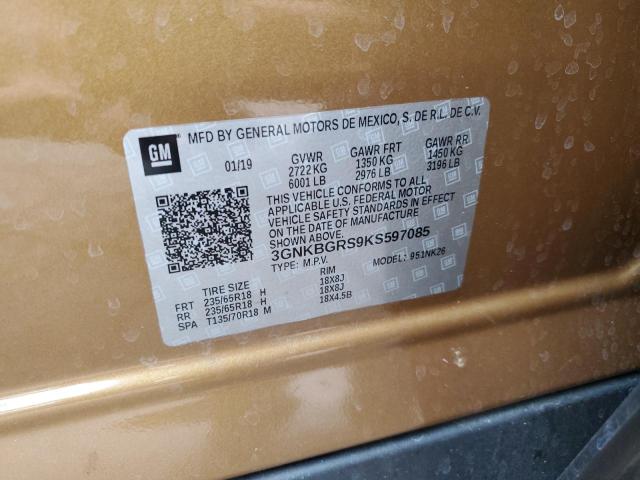 GM
MFD BY GENERAL MOTORS DE MEXICO, S. DE R.L. DE C.V.
01/19 GVWR GAWR FRT GAWR RR
2722 KG 1350 KG 1450 KG
6001 LB 2976 LB 3196 LB
THIS VEHICLE CONFORMS TO ALL
APPLICABLE U.S. FEDERAL MOTOR
VEHICLE SAFETY STANDARDS IN EFFECT
ON THE DATE OF MANUFACTURE
SHOWN ABOVE
3GNKBGRS9KS597085
TYPE: M.P.V. MODEL: 951NK26
TIRE SIZE RIM
FRT 235/65R18 H 18X8J
RR 235/65R18 H 18X8J
SPA T135/70R18 M 18X4.5B